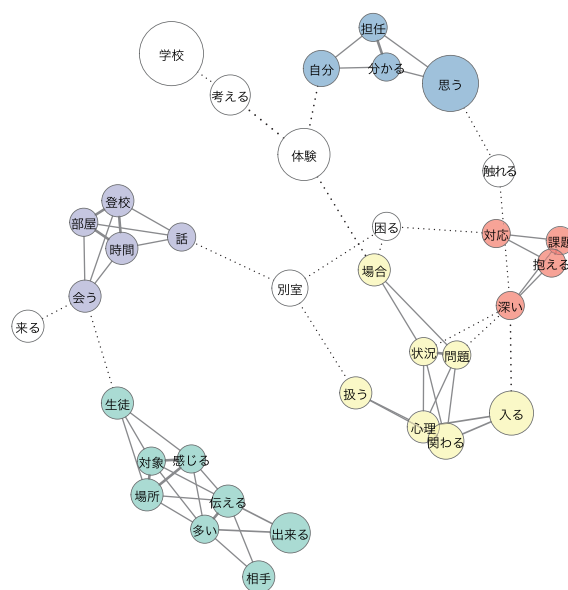 担任
学校
自分
分かる
思う
考える
体験
触れる
登校
部屋
対応
困る
話
課題
時間
抱える
場合
別室
会う
深い
来る
状況
問題
扱う
生徒
入る
心理
関わる
感じる
対象
場所
伝える
多い
出来る
相手